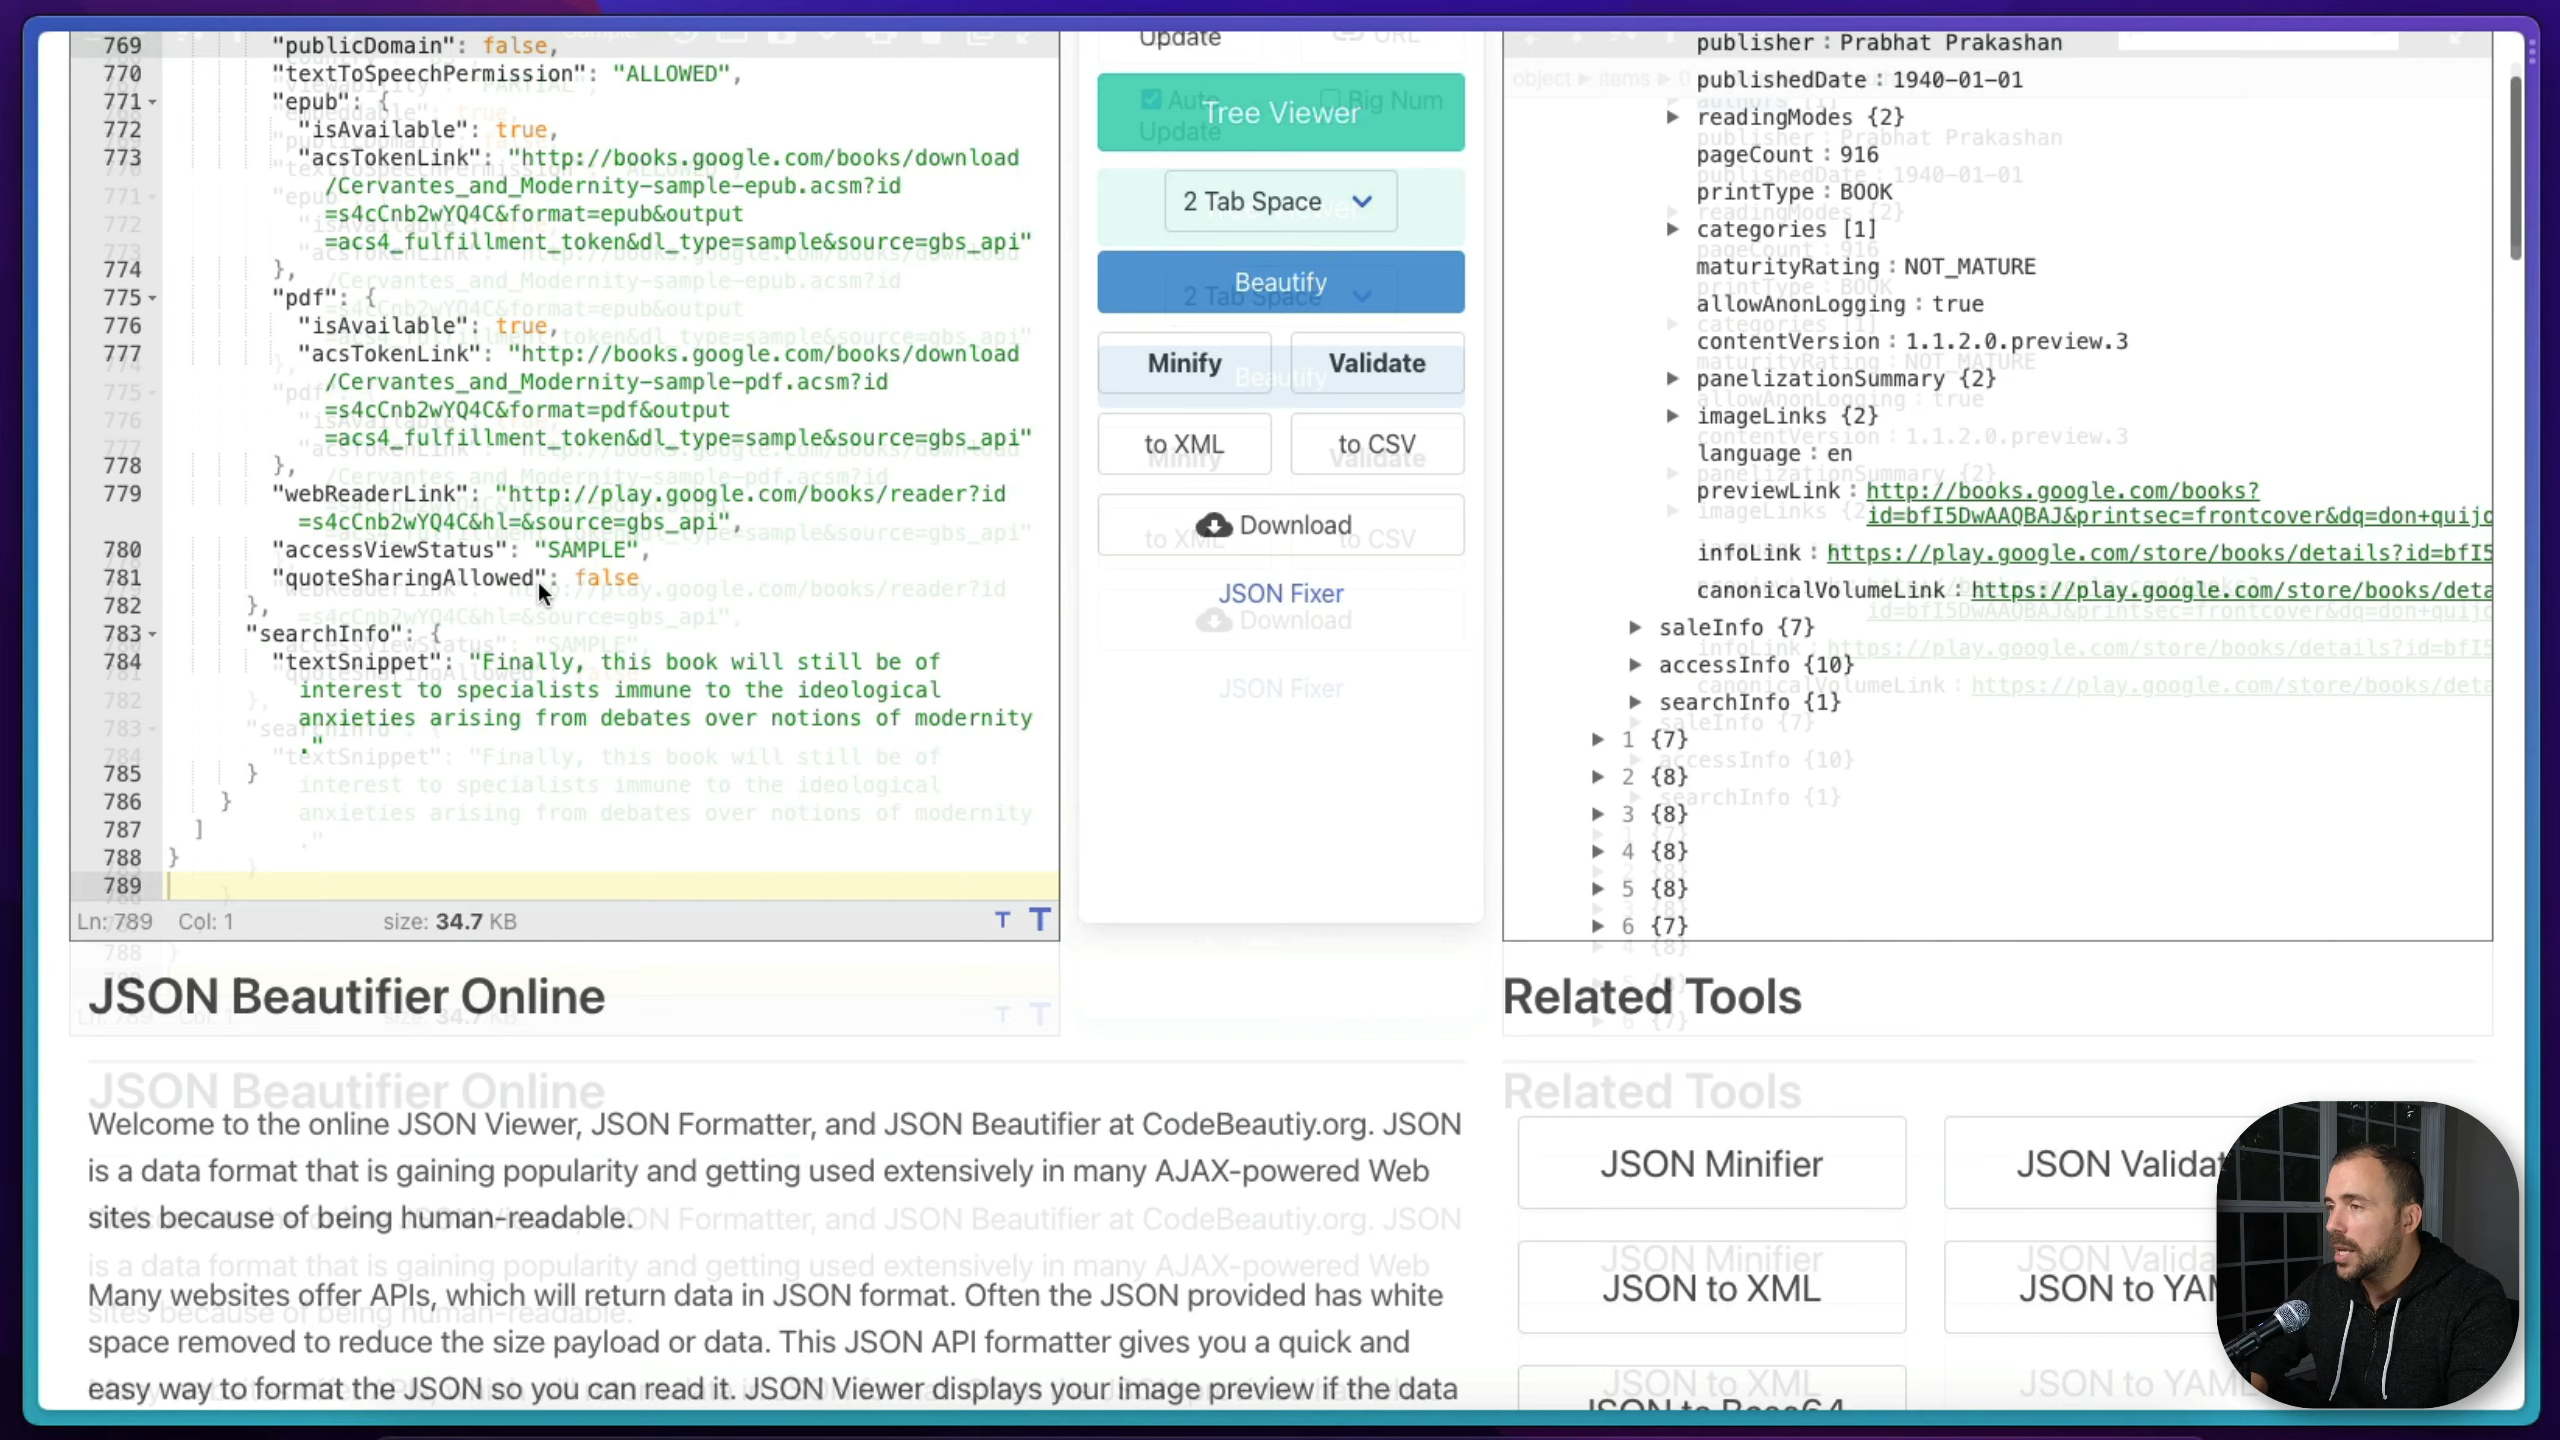 769 "publicDomain": false,
770 "textToSpeechPermission": "ALLOWED",
771 "epub": {
772 "isAvailable": true,
773 "acsTokenLink": "http://books.google.com/books/download
/Cervantes_and_Modernity-sample-epub.acsm?id
=s4cCnb2wYQ4C&format=epub&output
=acs4_fulfillment_token&dl_type=sample&source=gbs_api"
774 },
775 "pdf": {
776 "isAvailable": true,
777 "acsTokenLink": "http://books.google.com/books/download
/Cervantes_and_Modernity-sample-pdf.acsm?id
=s4cCnb2wYQ4C&format=pdf&output
=acs4_fulfillment_token&dl_type=sample&source=gbs_api"
778 },
779 "webReaderLink": "http://play.google.com/books/reader?id
=s4cCnb2wYQ4C&hl=&source=gbs_api",
780 "accessViewStatus": "SAMPLE",
781 "quoteSharingAllowed": false
782 },
783 "searchInfo": {
784 "textSnippet": "Finally, this book will still be of
interest to specialists immune to the ideological
anxieties arising from debates over notions of modernity
."
785 }
786 }
787 ]
788 }
789
Ln: 789 Col: 1 size: 34.7 KB T T
Update
URL
Auto Update
Big Num
Tree Viewer
2 Tab Space
Beautify
Minify Validate
to XML to CSV
Download
JSON Fixer
object ▶ items ▶ 0
publisher : Prabhat Prakashan
publishedDate : 1940-01-01
readingModes {2}
pageCount : 916
printType : BOOK
categories [1]
maturityRating : NOT_MATURE
allowAnonLogging : true
contentVersion : 1.1.2.0.preview.3
panelizationSummary {2}
imageLinks {2}
language : en
previewLink : http://books.google.com/books?
id=bfI5DwAAQBAJ&printsec=frontcover&dq=don+quijo
infoLink : https://play.google.com/store/books/details?id=bfI5
canonicalVolumeLink : https://play.google.com/store/books/deta
saleInfo {7}
accessInfo {10}
searchInfo {1}
1 {7}
2 {8}
3 {8}
4 {8}
5 {8}
6 {7}
JSON Beautifier Online
Welcome to the online JSON Viewer, JSON Formatter, and JSON Beautifier at CodeBeautiy.org. JSON
is a data format that is gaining popularity and getting used extensively in many AJAX-powered Web
sites because of being human-readable.
Many websites offer APIs, which will return data in JSON format. Often the JSON provided has white
space removed to reduce the size payload or data. This JSON API formatter gives you a quick and
easy way to format the JSON so you can read it. JSON Viewer displays your image preview if the data
Related Tools
JSON Minifier JSON Validat
JSON to XML JSON to YAM
JSON to Base64